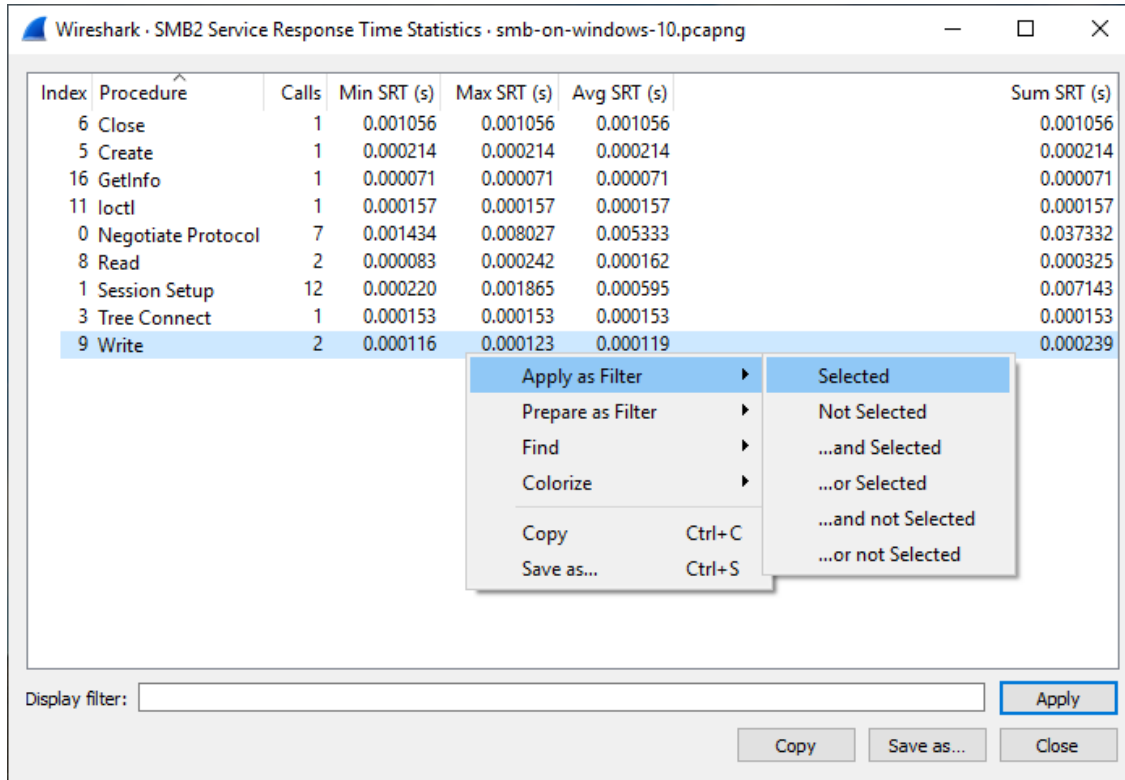 Wireshark · SMB2 Service Response Time Statistics · smb-on-windows-10.pcapng
Index Procedure Calls Min SRT (s) Max SRT (s) Avg SRT (s) Sum SRT (s)
6 Close 1 0.001056 0.001056 0.001056 0.001056
5 Create 1 0.000214 0.000214 0.000214 0.000214
16 GetInfo 1 0.000071 0.000071 0.000071 0.000071
11 Ioctl 1 0.000157 0.000157 0.000157 0.000157
0 Negotiate Protocol 7 0.001434 0.008027 0.005333 0.037332
8 Read 2 0.000083 0.000242 0.000162 0.000325
1 Session Setup 12 0.000220 0.001865 0.000595 0.007143
3 Tree Connect 1 0.000153 0.000153 0.000153 0.000153
9 Write 2 0.000116 0.000123 0.000119 0.000239
Apply as Filter
Prepare as Filter
Find
Colorize
Copy Ctrl+C
Save as... Ctrl+S
Selected
Not Selected
...and Selected
...or Selected
...and not Selected
...or not Selected
Display filter: Apply
Copy Save as... Close